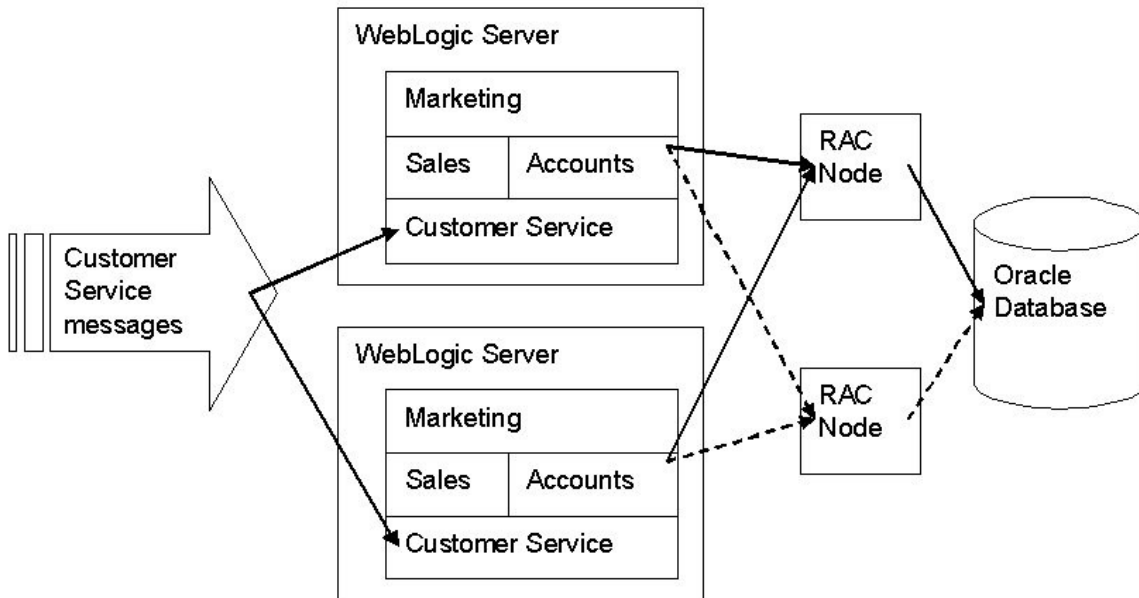 Customer
Service
messages
WebLogic Server
Marketing
Sales
Accounts
Customer Service
WebLogic Server
Marketing
Sales
Accounts
Customer Service
RAC
Node
RAC
Node
Oracle
Database